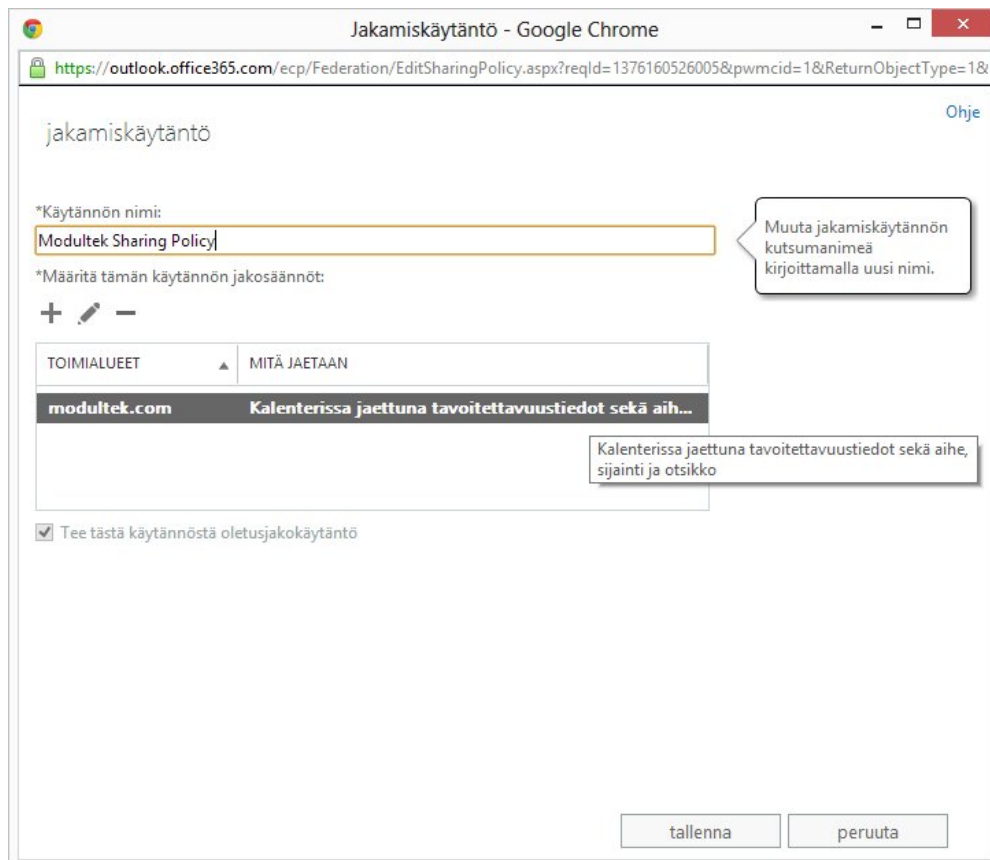 Jakamiskäytäntö - Google Chrome
https://outlook.office365.com/ecp/Federation/EditSharingPolicy.aspx?reqId=1376160526005&pwmcid=1&ReturnObjectType=1&
Ohje
jakamiskäytäntö
*Käytännön nimi:
Modultek Sharing Policy
Muuta jakamiskäytännön
kutsumanimeä
kirjoittamalla uusi nimi.
*Määritä tämän käytännön jakosäännöt:
TOIMIALUEET MITÄ JAETAAN
modultek.com Kalenterissa jaettuna tavoitettavuustiedot sekä aih...
Kalenterissa jaettuna tavoitettavuustiedot sekä aihe,
sijainti ja otsikko
Tee tästä käytännöstä oletusjakokäytäntö
tallenna peruuta